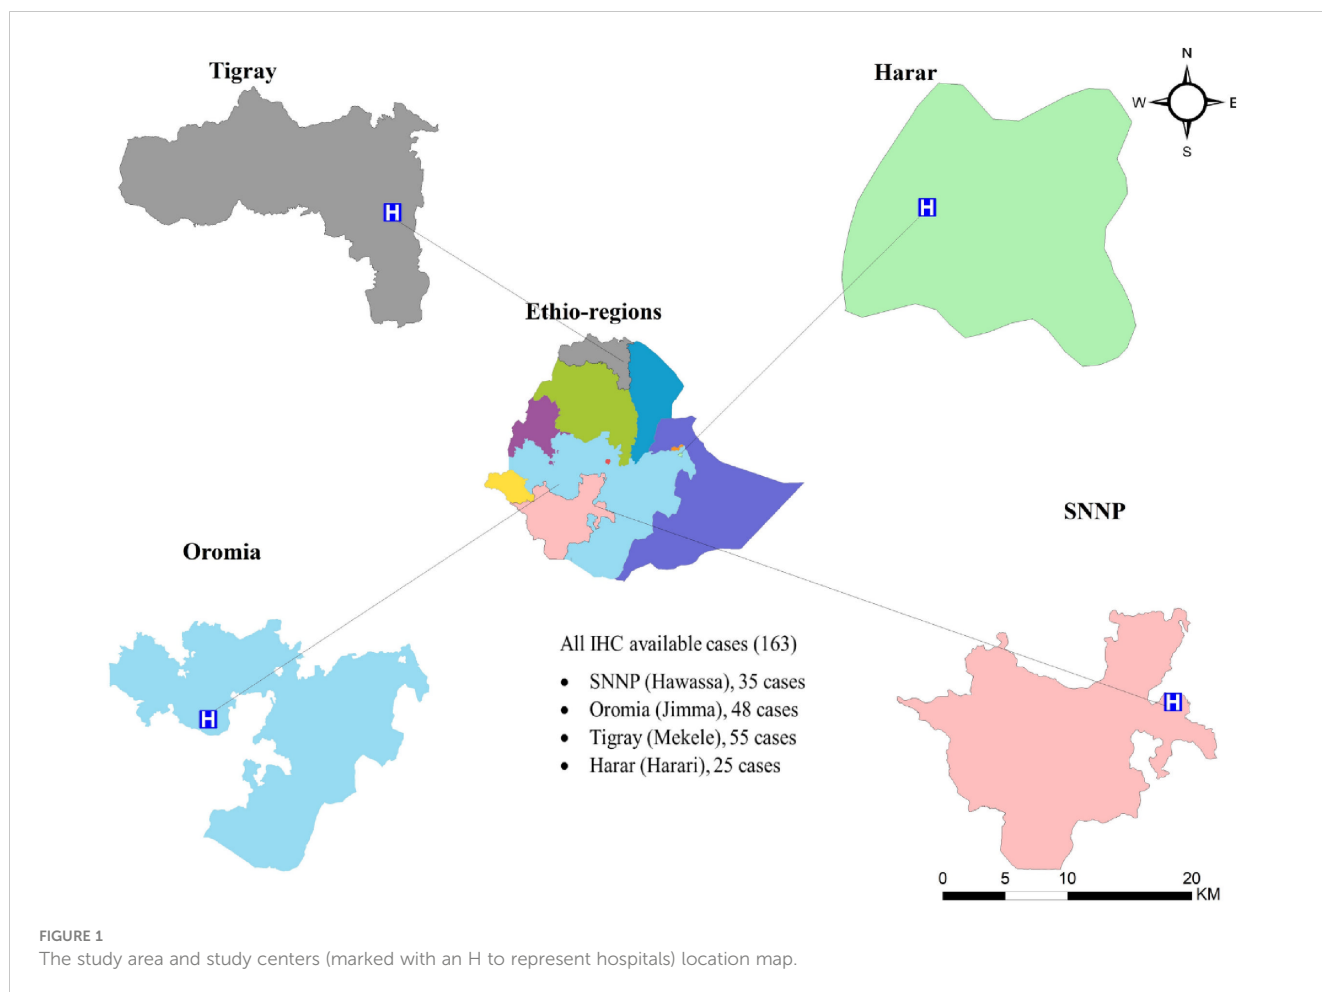 Tigray
Harar
N
W E
S
H
H
Ethio-regions
SNNP
Oromia
All IHC available cases (163)
• SNNP (Hawassa), 35 cases
• Oromia (Jimma), 48 cases
• Tigray (Mekele), 55 cases
• Harar (Harari), 25 cases
H
H
0 5 10 20
KM
FIGURE 1
The study area and study centers (marked with an H to represent hospitals) location map.